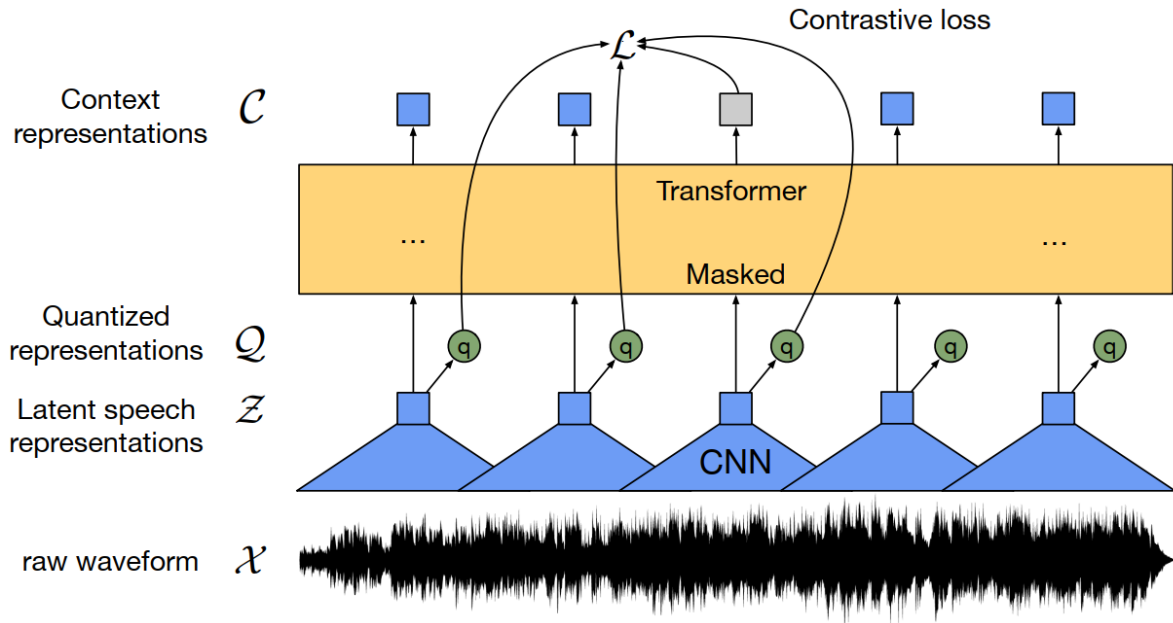 Contrastive loss
ℒ
Context
representations
𝒞
Transformer
... ...
Masked
Quantized
representations
𝒬
q q q q q
Latent speech
representations
𝒵
CNN
raw waveform
𝒳